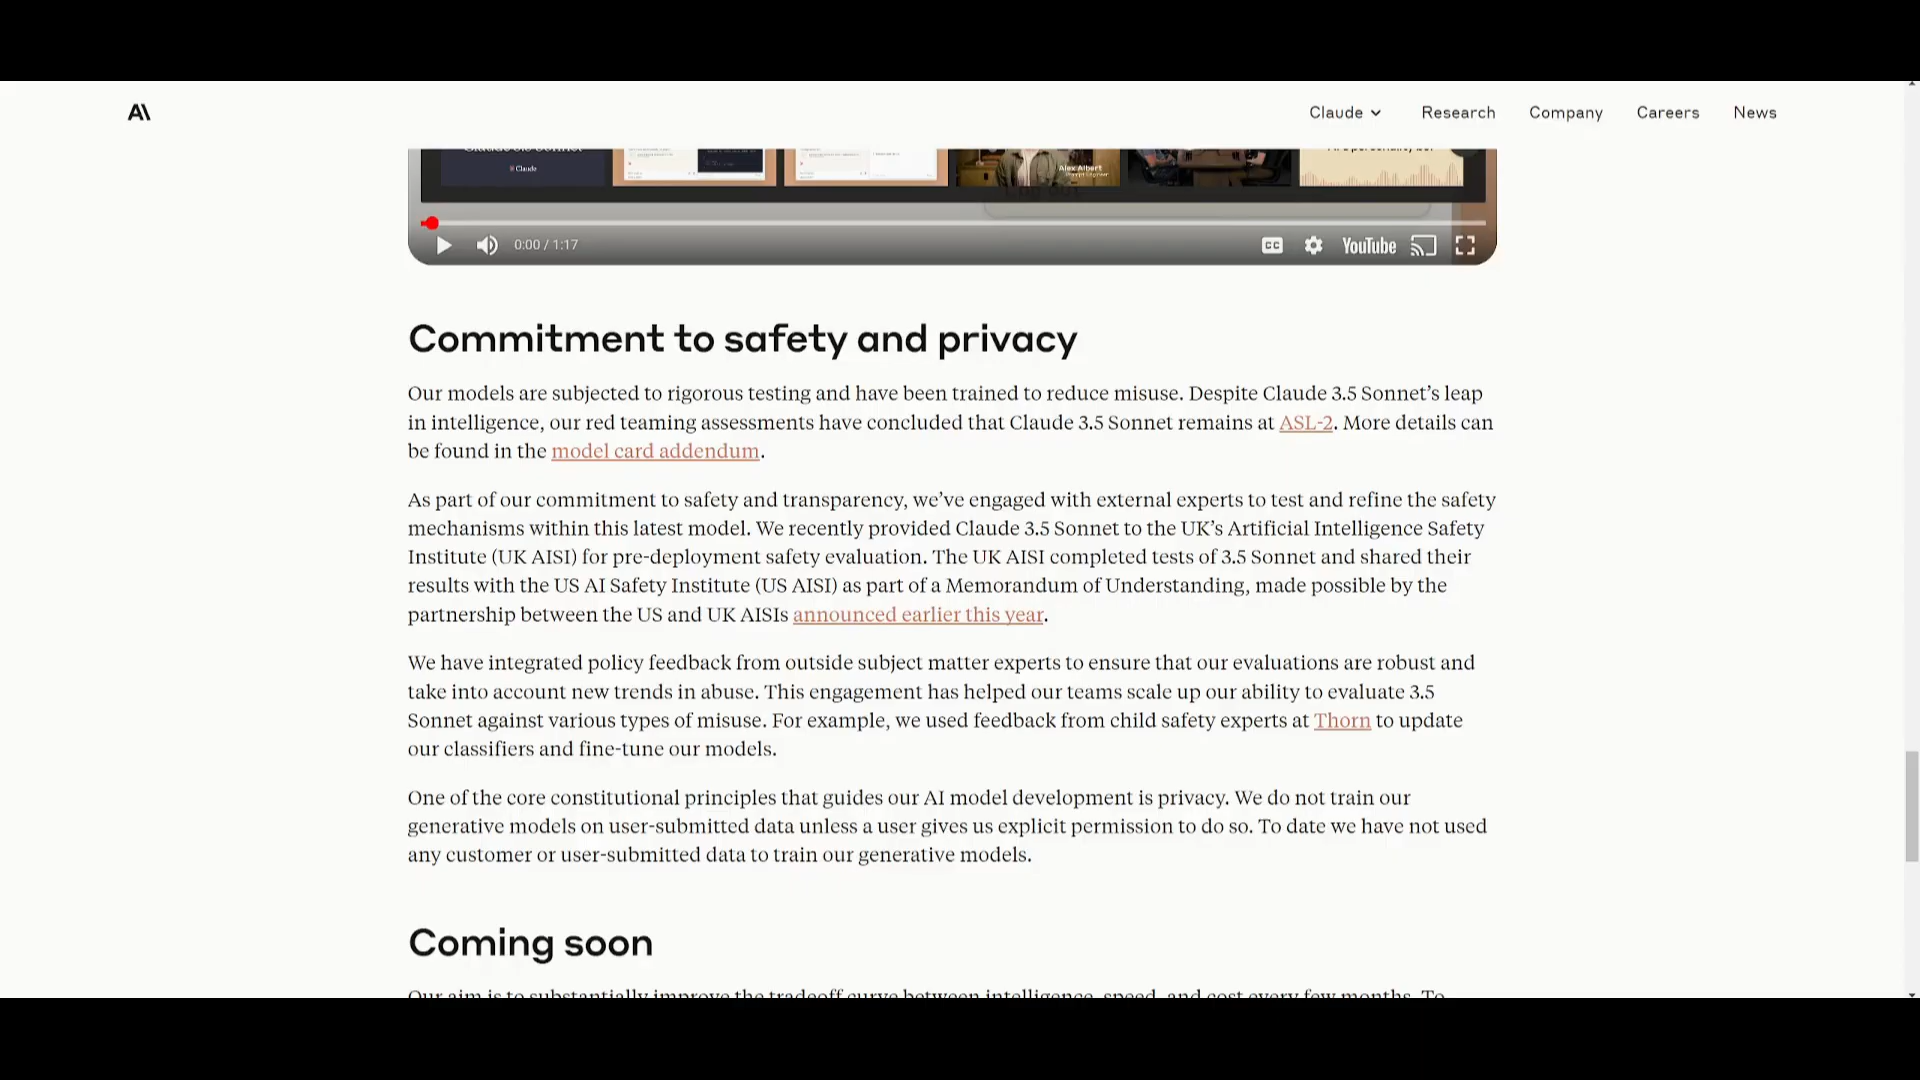 Claude
Research
Company
Careers
News
Claude
Alex Albert
0:00 / 1:17
CC
YouTube
Commitment to safety and privacy
Our models are subjected to rigorous testing and have been trained to reduce misuse. Despite Claude 3.5 Sonnet’s leap
in intelligence, our red teaming assessments have concluded that Claude 3.5 Sonnet remains at ASL-2. More details can
be found in the model card addendum.
As part of our commitment to safety and transparency, we’ve engaged with external experts to test and refine the safety
mechanisms within this latest model. We recently provided Claude 3.5 Sonnet to the UK’s Artificial Intelligence Safety
Institute (UK AISI) for pre-deployment safety evaluation. The UK AISI completed tests of 3.5 Sonnet and shared their
results with the US AI Safety Institute (US AISI) as part of a Memorandum of Understanding, made possible by the
partnership between the US and UK AISIs announced earlier this year.
We have integrated policy feedback from outside subject matter experts to ensure that our evaluations are robust and
take into account new trends in abuse. This engagement has helped our teams scale up our ability to evaluate 3.5
Sonnet against various types of misuse. For example, we used feedback from child safety experts at Thorn to update
our classifiers and fine-tune our models.
One of the core constitutional principles that guides our AI model development is privacy. We do not train our
generative models on user-submitted data unless a user gives us explicit permission to do so. To date we have not used
any customer or user-submitted data to train our generative models.
Coming soon
Our aim is to substantially improve the tradeoff curve between intelligence, speed, and cost every few months. To